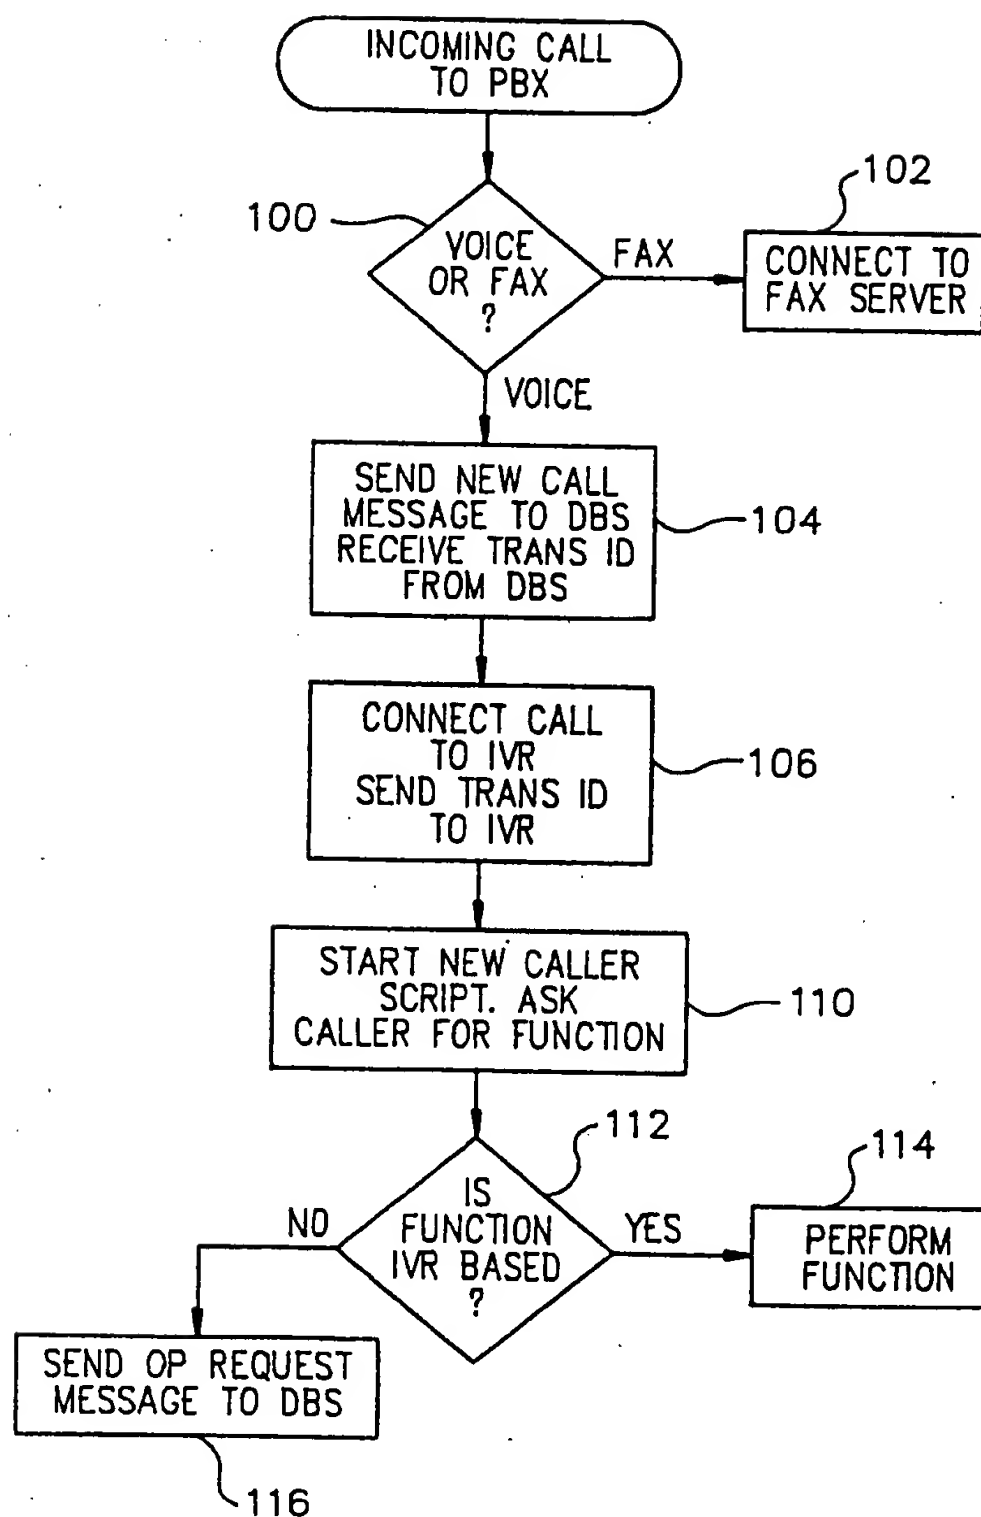 INCOMING CALL
TO PBX
102
100
VOICE
OR FAX
?
FAX
CONNECT TO
FAX SERVER
VOICE
SEND NEW CALL
MESSAGE TO DBS
RECEIVE TRANS ID
FROM DBS
104
CONNECT CALL
TO IVR
SEND TRANS ID
TO IVR
106
START NEW CALLER
SCRIPT. ASK
CALLER FOR FUNCTION
110
112
114
NO
IS
FUNCTION
IVR BASED
?
YES
PERFORM
FUNCTION
SEND OP REQUEST
MESSAGE TO DBS
116